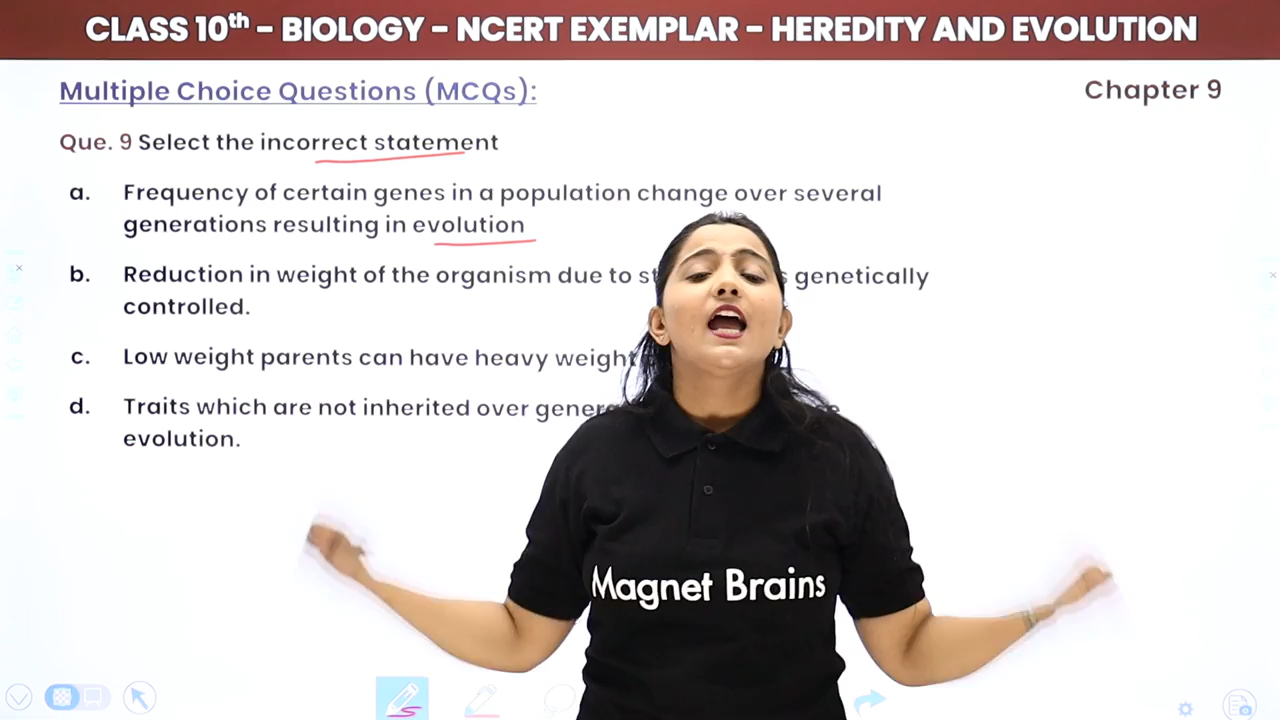 CLASS 10th – BIOLOGY – NCERT EXEMPLAR – HEREDITY AND EVOLUTION
Multiple Choice Questions (MCQs):
Chapter 9
Que. 9 Select the incorrect statement
a. Frequency of certain genes in a population change over several
generations resulting in evolution
b. Reduction in weight of the organism due to genetically
controlled.
c. Low weight parents can have heavy weight
d. Traits which are not inherited over
evolution.
Magnet Brains